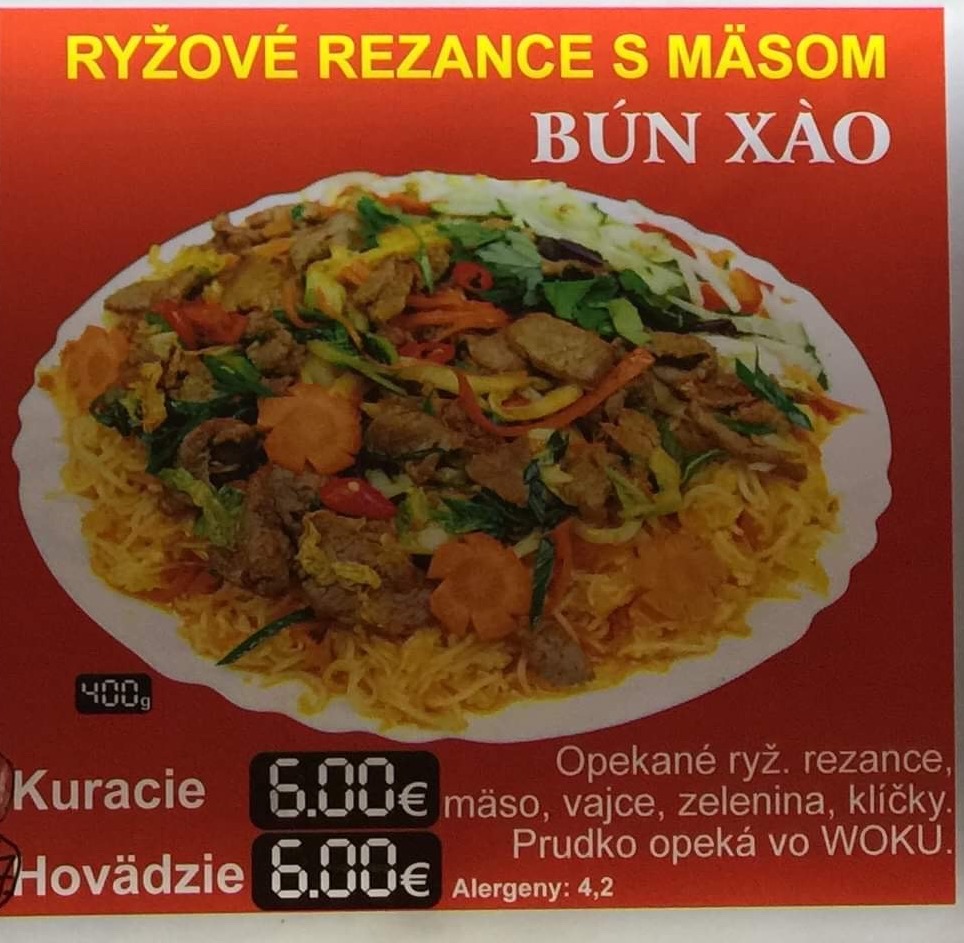 RYŽOVÉ REZANCE S MÄSOM
BÚN XÀO
400g
Opekané ryž. rezance,
Kuracie 6.00€ mäso, vajce, zelenina, klíčky.
Prudko opeká vo WOKU.
Hovädzie 6.00€ Alergeny: 4,2